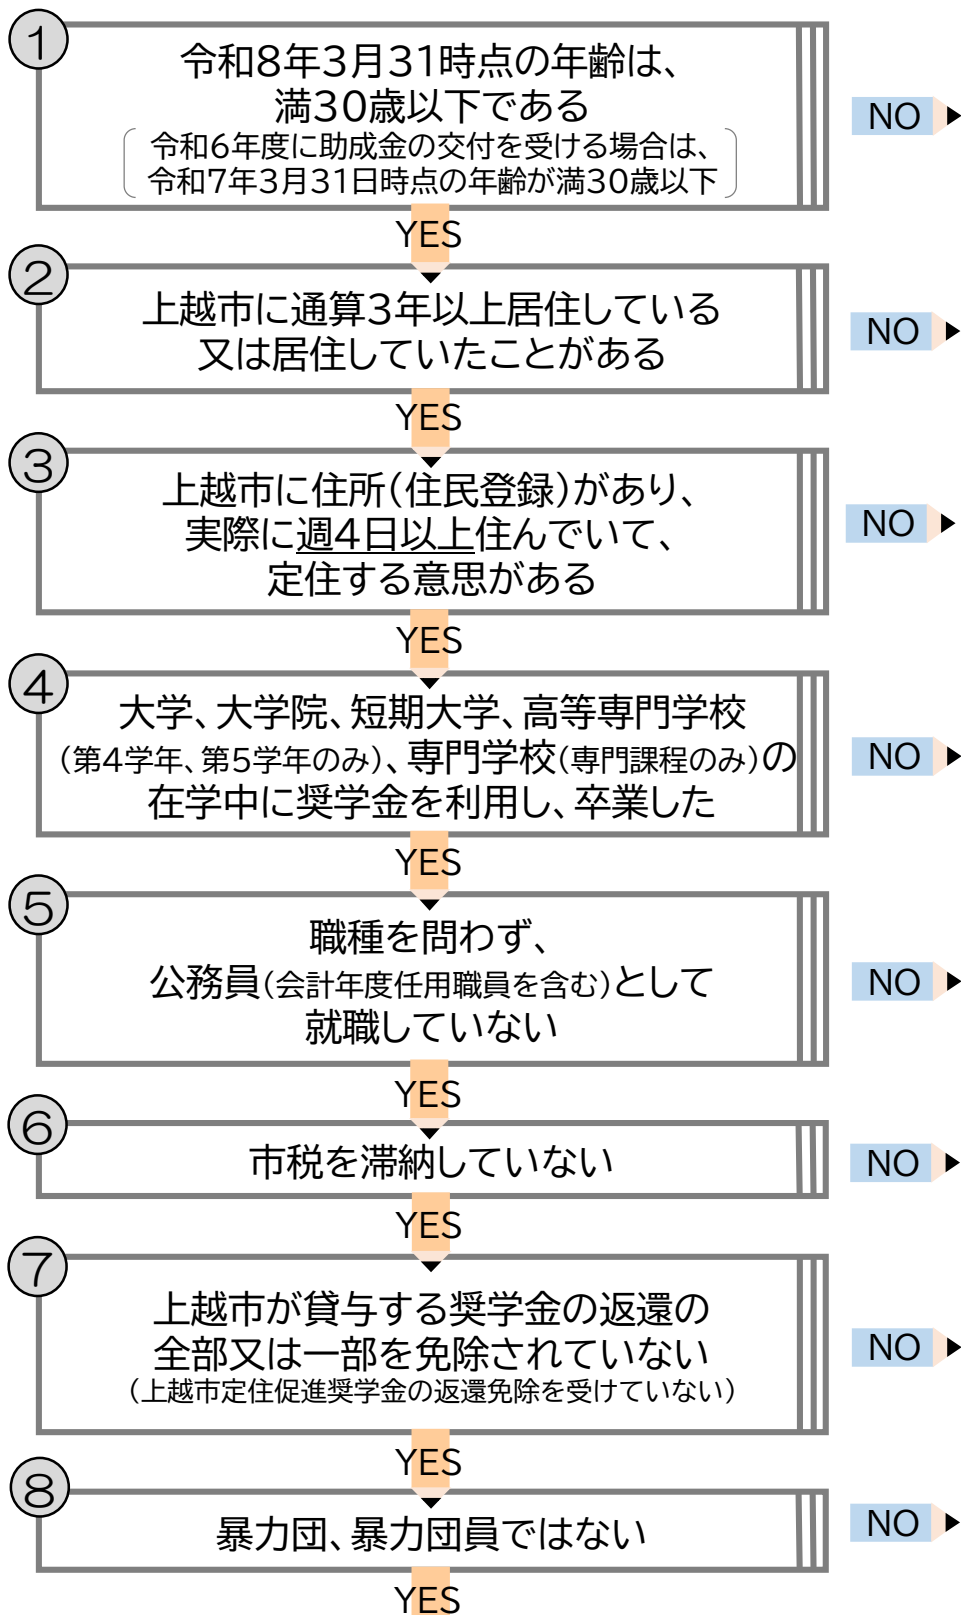 1
令和8年3月31時点の年齢は、
満30歳以下である
NO
令和6年度に助成金の交付を受ける場合は、
令和7年3月31日時点の年齢が満30歳以下
YES
2
上越市に通算3年以上居住している
又は居住していたことがある
NO
YES
3
上越市に住所(住民登録)があり、
実際に週4日以上住んでいて、
定住する意思がある
NO
YES
4
大学、大学院、短期大学、高等専門学校
(第4学年、第5学年のみ)、専門学校(専門課程のみ)の
在学中に奨学金を利用し、卒業した
NO
YES
5
職種を問わず、
公務員(会計年度任用職員を含む)として
就職していない
NO
YES
6
市税を滞納していない
NO
YES
7
上越市が貸与する奨学金の返還の
全部又は一部を免除されていない
(上越市定住促進奨学金の返還免除を受けていない)
NO
YES
8
暴力団、暴力団員ではない
NO
YES